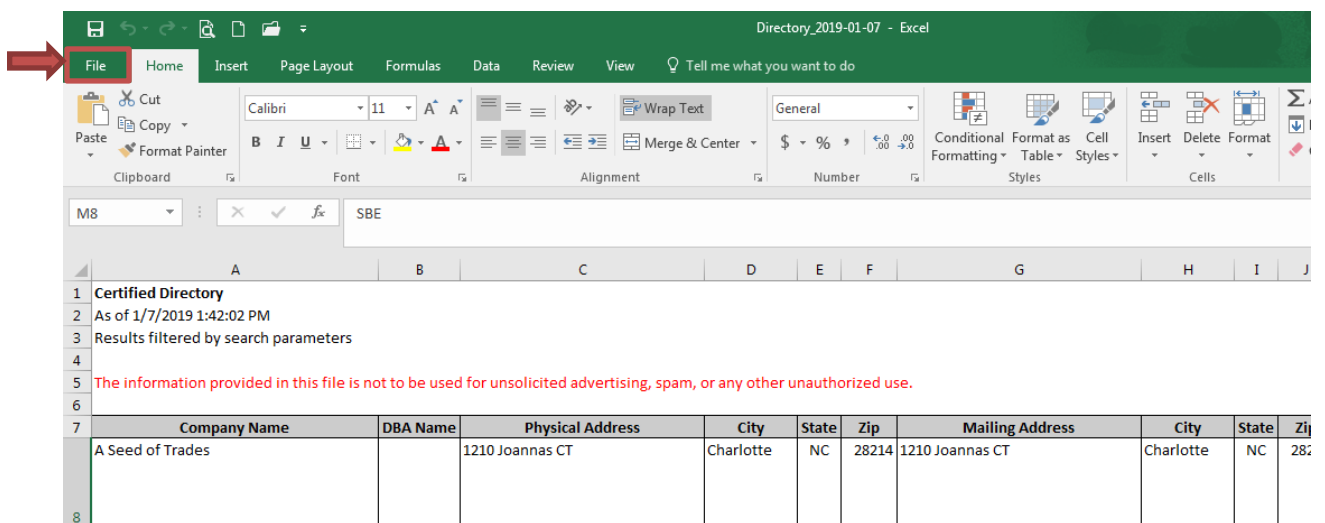 Directory_2019-01-07 - Excel
File Home Insert Page Layout Formulas Data Review View Tell me what you want to do
Cut
Copy
Format Painter
Paste
Clipboard
Calibri 11 A A
B I U A
Font
Wrap Text
Merge & Center
Alignment
General
$ % , .0 .00 .00 .0
Number
Conditional Formatting
Format as Table
Cell Styles
Styles
Insert Delete Format
Cells
Σ
M8 fx SBE
A B C D E F G H I J
1 Certified Directory
2 As of 1/7/2019 1:42:02 PM
3 Results filtered by search parameters
4
5 The information provided in this file is not to be used for unsolicited advertising, spam, or any other unauthorized use.
6
7 Company Name DBA Name Physical Address City State Zip Mailing Address City State
8 A Seed of Trades 1210 Joannas CT Charlotte NC 28214 1210 Joannas CT Charlotte NC